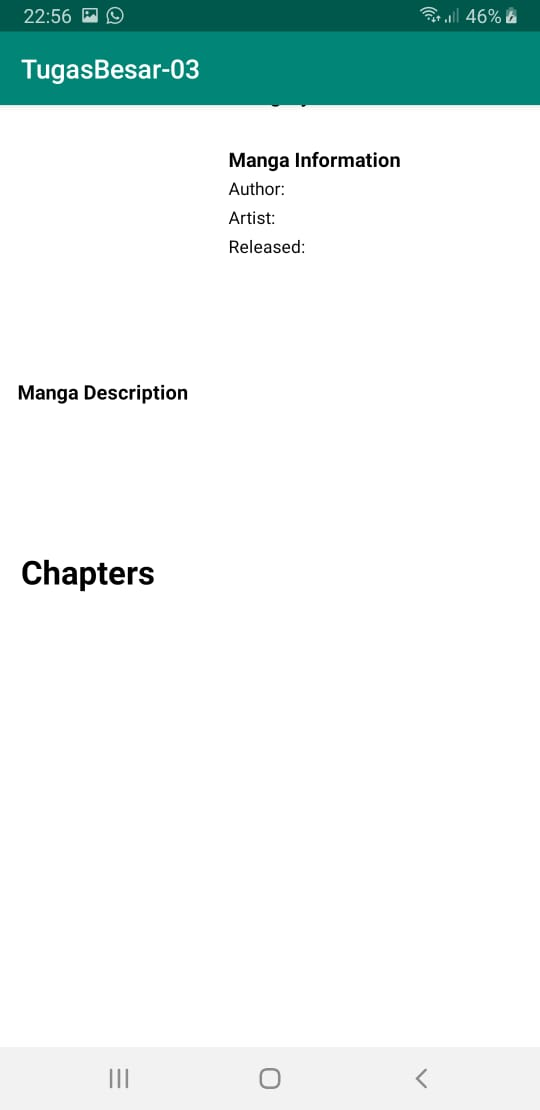 22:56 46%
TugasBesar-03
Manga Information
Author:
Artist:
Released:
Manga Description
Chapters